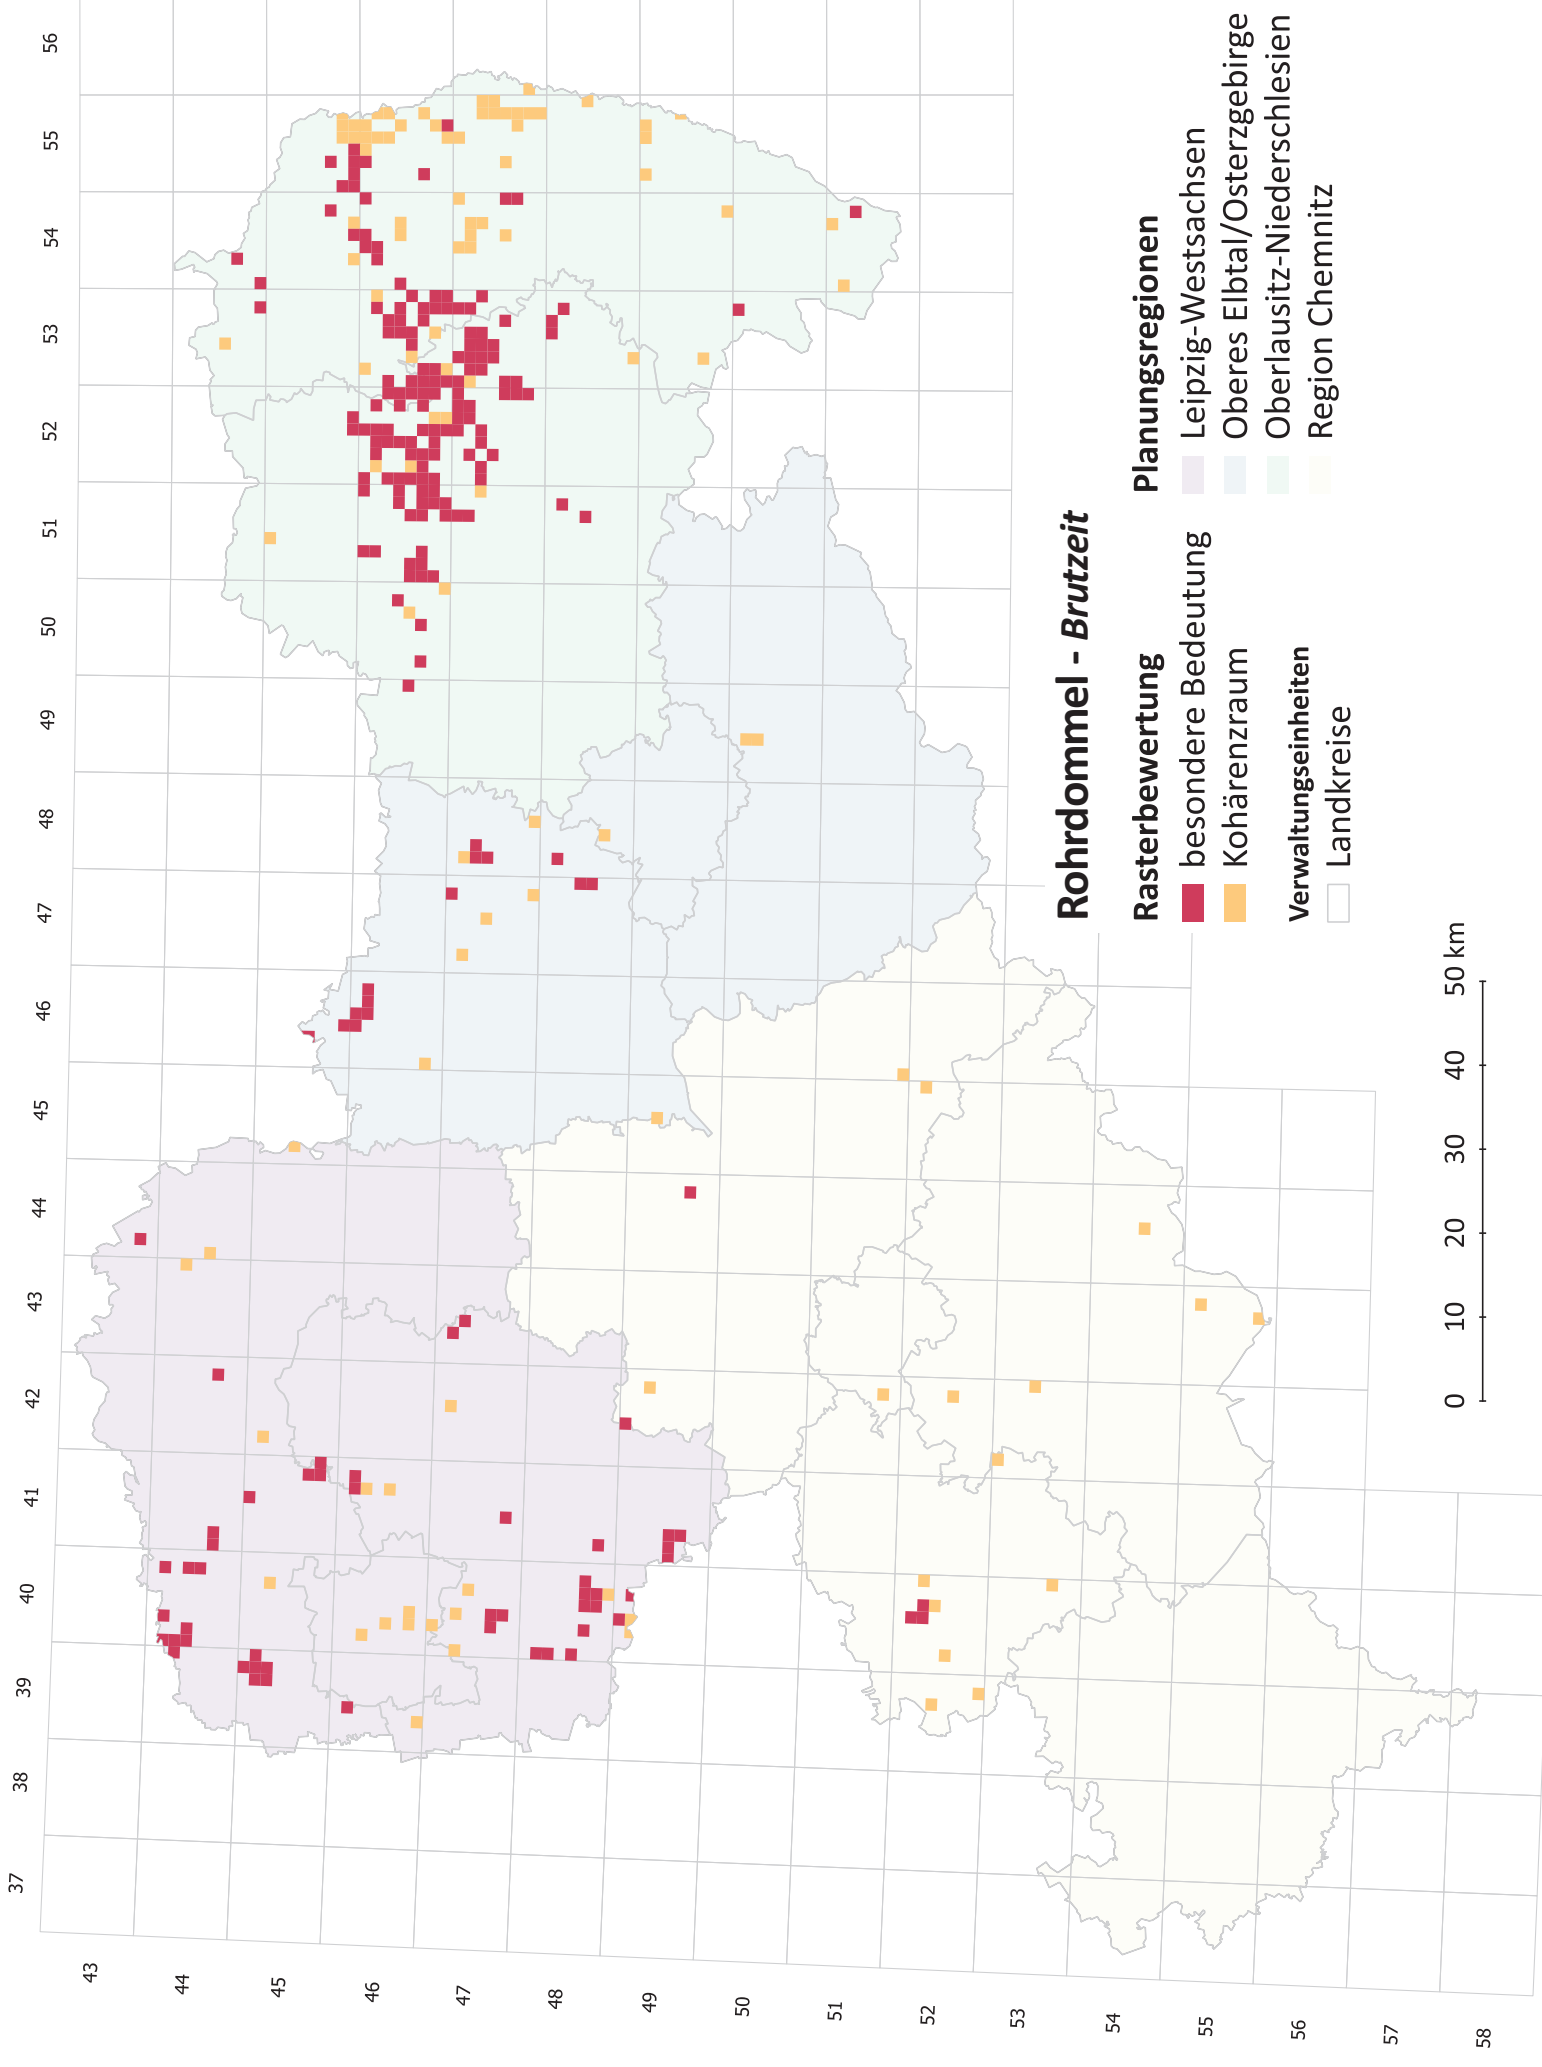 37 38 39 40 41 42 43 44 45 46 47 48 49 50 51 52 53 54 55 56
43
44
45
46
47
48
49
50
51
52
53
54
55
56
57
58
Rohrdommel - Brutzeit
Rasterbewertung
besondere Bedeutung
Kohärenzraum
Verwaltungseinheiten
Landkreise
Planungsregionen
Leipzig-Westsachsen
Oberes Elbtal/Osterzgebirge
Oberlausitz-Niederschlesien
Region Chemnitz
0 10 20 30 40 50 km